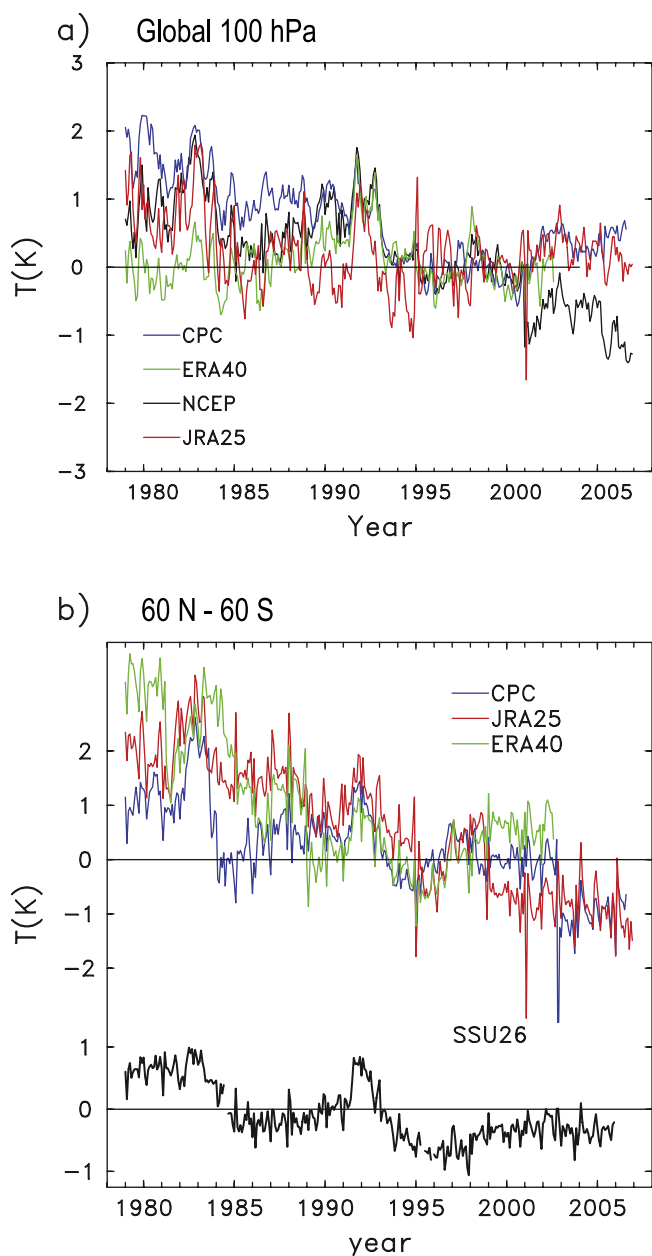 a) Global 100 hPa
3
2
1
0
−1
−2
−3
T(K)
CPC
ERA40
NCEP
JRA25
1980 1985 1990 1995 2000 2005
Year
b) 60 N - 60 S
2
1
0
−1
−2
T(K)
CPC
JRA25
ERA40
SSU26
1
0
−1
1980 1985 1990 1995 2000 2005
year